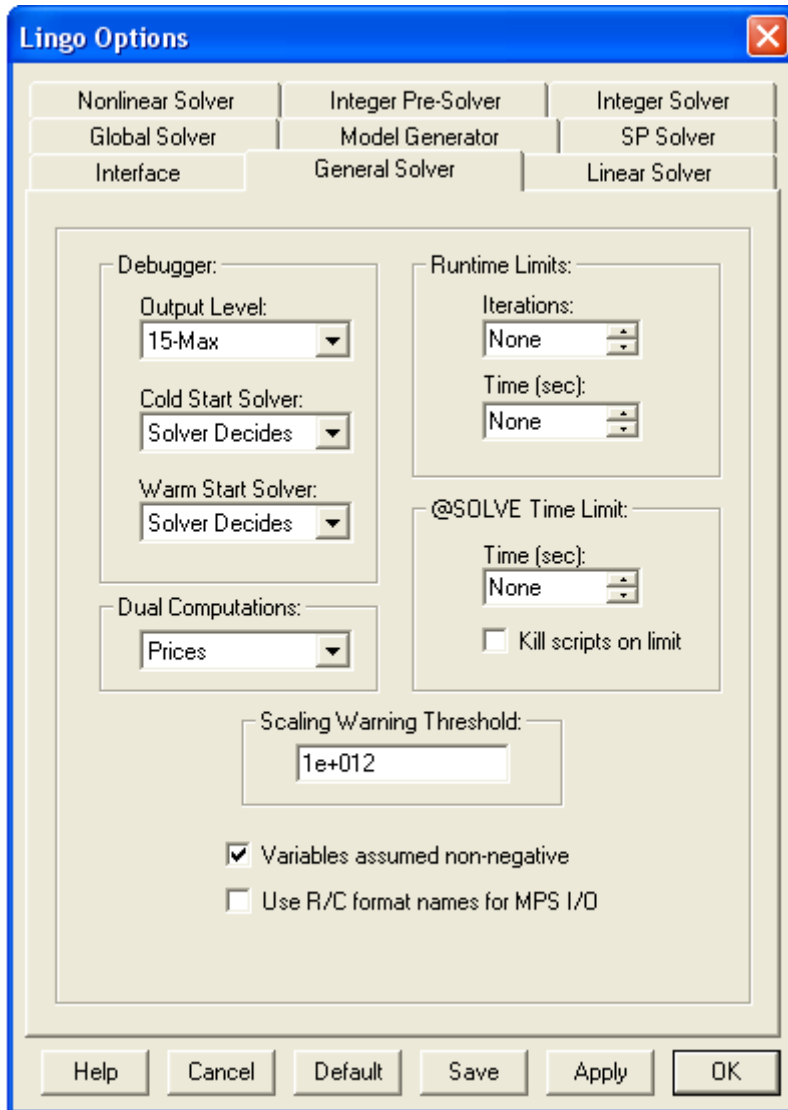 Lingo Options
Nonlinear Solver
Integer Pre-Solver
Integer Solver
Global Solver
Model Generator
SP Solver
Interface
General Solver
Linear Solver
Debugger:
Output Level:
15-Max
Cold Start Solver:
Solver Decides
Warm Start Solver:
Solver Decides
Dual Computations:
Prices
Runtime Limits:
Iterations:
None
Time (sec):
None
@SOLVE Time Limit:
Time (sec):
None
Kill scripts on limit
Scaling Warning Threshold:
1e+012
Variables assumed non-negative
Use R/C format names for MPS I/O
Help
Cancel
Default
Save
Apply
OK